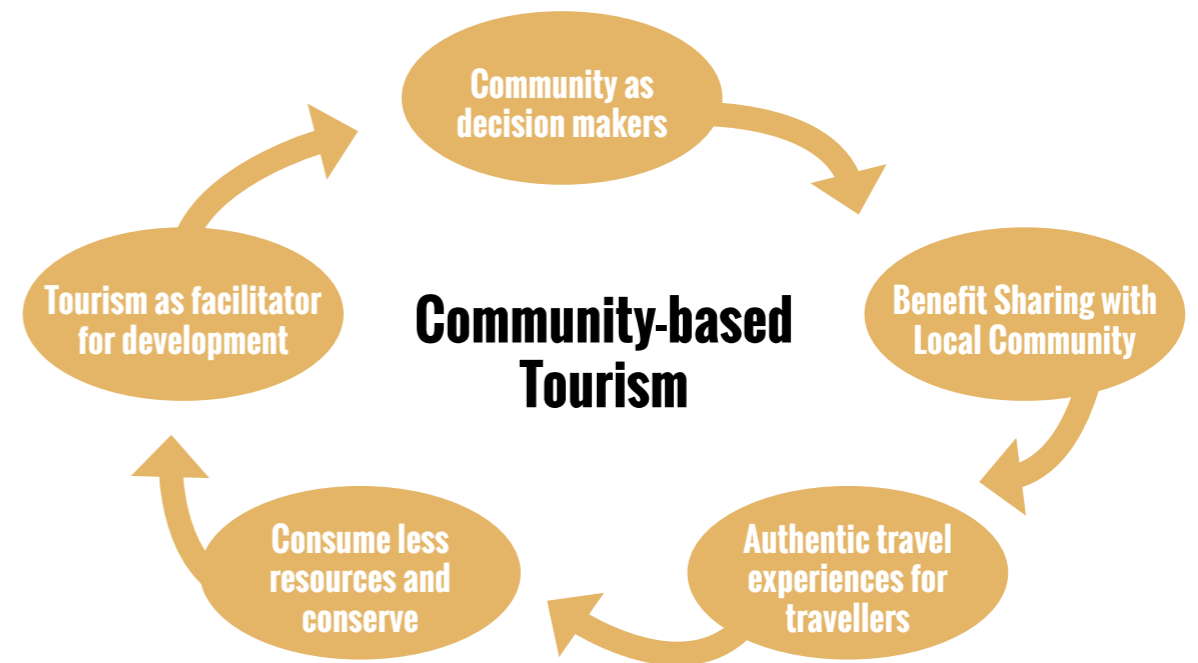 Community as
decision makers
Benefit Sharing with
Local Community
Authentic travel
experiences for
travellers
Consume less
resources and
conserve
Tourism as facilitator
for development
Community-based
Tourism